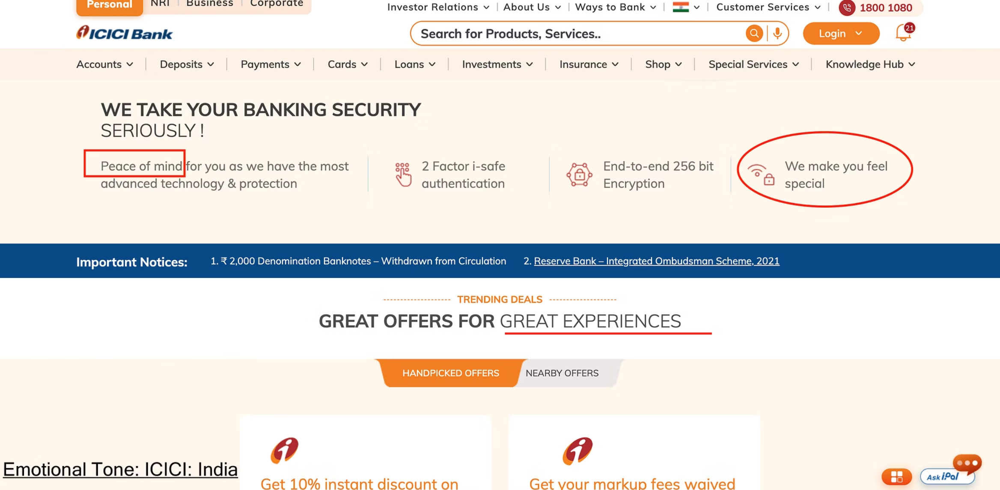 Personal
NRI
Business
Corporate
Investor Relations
About Us
Ways to Bank
Customer Services
1800 1080
ICICI Bank
Search for Products, Services..
Login
21
Accounts
Deposits
Payments
Cards
Loans
Investments
Insurance
Shop
Special Services
Knowledge Hub
WE TAKE YOUR BANKING SECURITY
SERIOUSLY !
Peace of mind for you as we have the most
advanced technology & protection
2 Factor i-safe
authentication
End-to-end 256 bit
Encryption
We make you feel
special
Important Notices:
1. ₹ 2,000 Denomination Banknotes – Withdrawn from Circulation
2. Reserve Bank – Integrated Ombudsman Scheme, 2021
TRENDING DEALS
GREAT OFFERS FOR GREAT EXPERIENCES
HANDPICKED OFFERS
NEARBY OFFERS
Emotional Tone: ICICI: India
Get 10% instant discount on
Get your markup fees waived
Ask iPal